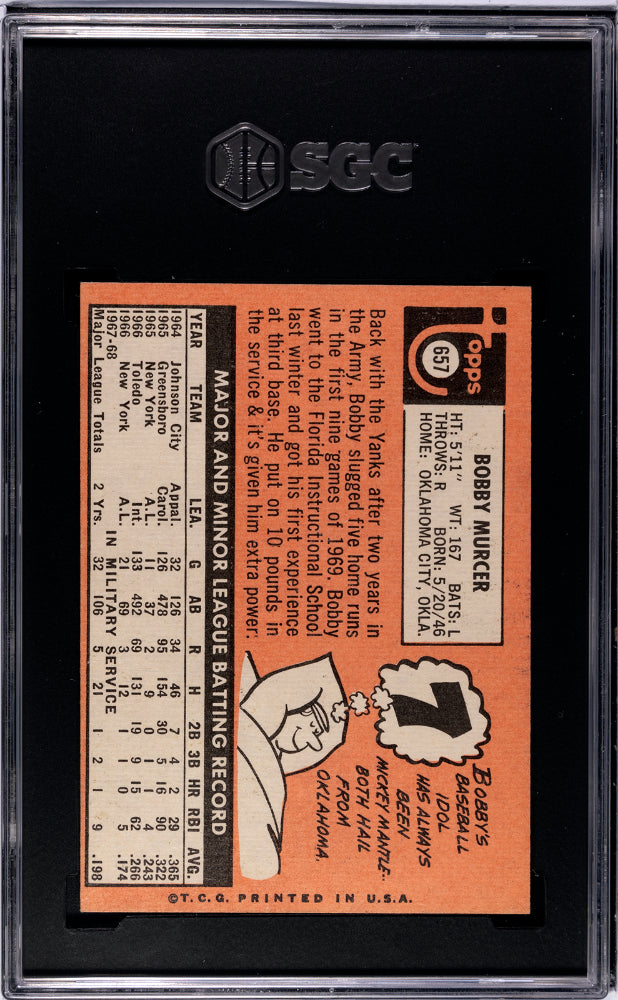 SGC
Topps
657
BOBBY MURCER
HT: 5'11" WT: 167 BATS: L
THROWS: R BORN: 5/20/46
HOME: OKLAHOMA CITY, OKLA.
Back with the Yanks after two years in
the Army, Bobby slugged five home runs
in the first nine games of 1969. Bobby
went to the Florida Instructional School
last winter and got his first experience
at third base. He put on 10 pounds in
the service & it's given him extra power.
7
BOBBY'S
BASEBALL
IDOL
HAS ALWAYS
BEEN
MICKEY MANTLE..
BOTH HAIL
FROM
OKLAHOMA.
MAJOR AND MINOR LEAGUE BATTING RECORD
YEAR TEAM LEA. G AB R H 2B 3B HR RBI AVG.
1964 Johnson City Appal. 32 126 34 46 7 4 2 29 .365
1965 Greensboro Carol. 126 478 95 154 30 5 16 90 .322
1965 New York A.L. 11 37 2 9 0 1 1 4 .243
1966 Toledo Int. 133 492 69 131 19 9 15 62 .266
1966 New York A.L. 21 69 3 12 1 1 0 5 .174
1967-68 IN MILITARY SERVICE
Major League Totals 2 Yrs. 32 106 5 21 1 2 1 9 .198
©T.C.G. PRINTED IN U.S.A.